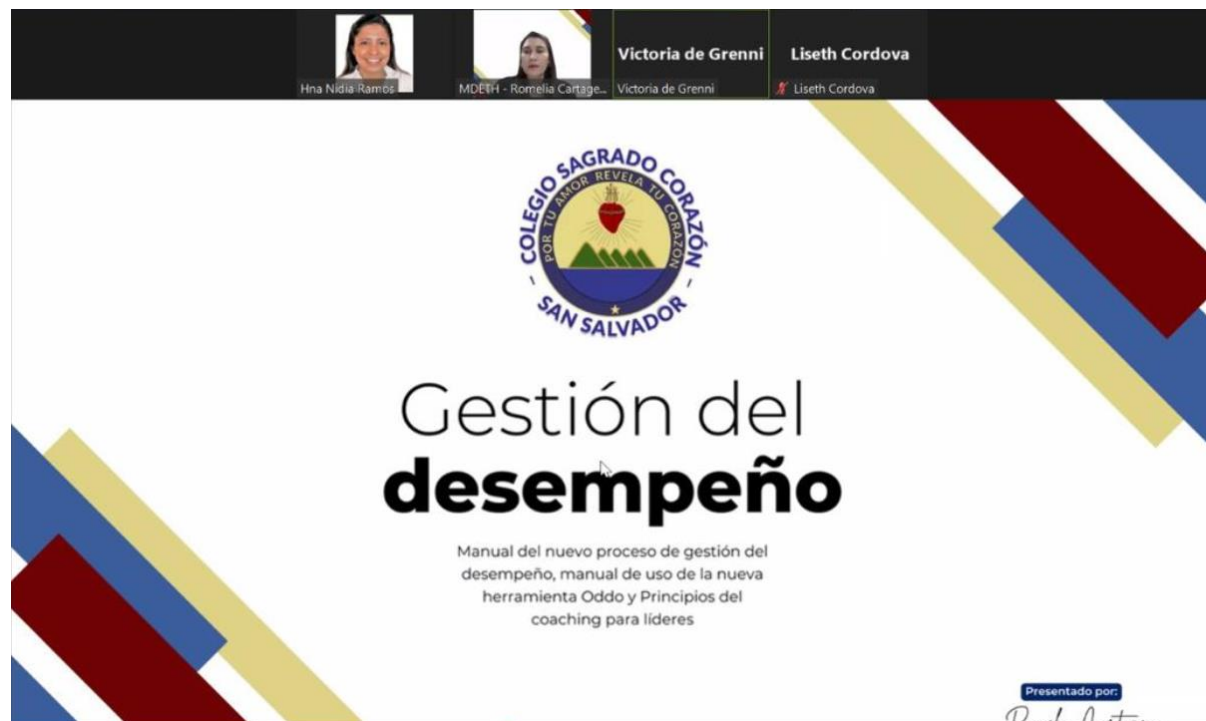 Victoria de Grenni
Liseth Cordova
Hna Nidia Ramos
MDETH - Romelia Cartage...
Victoria de Grenni
Liseth Cordova
COLEGIO SAGRADO CORAZÓN
POR TU AMOR REVELA TU CORAZÓN
- SAN SALVADOR -
Gestión del
desempeño
Manual del nuevo proceso de gestión del
desempeño, manual de uso de la nueva
herramienta Oddo y Principios del
coaching para líderes
Presentado por: